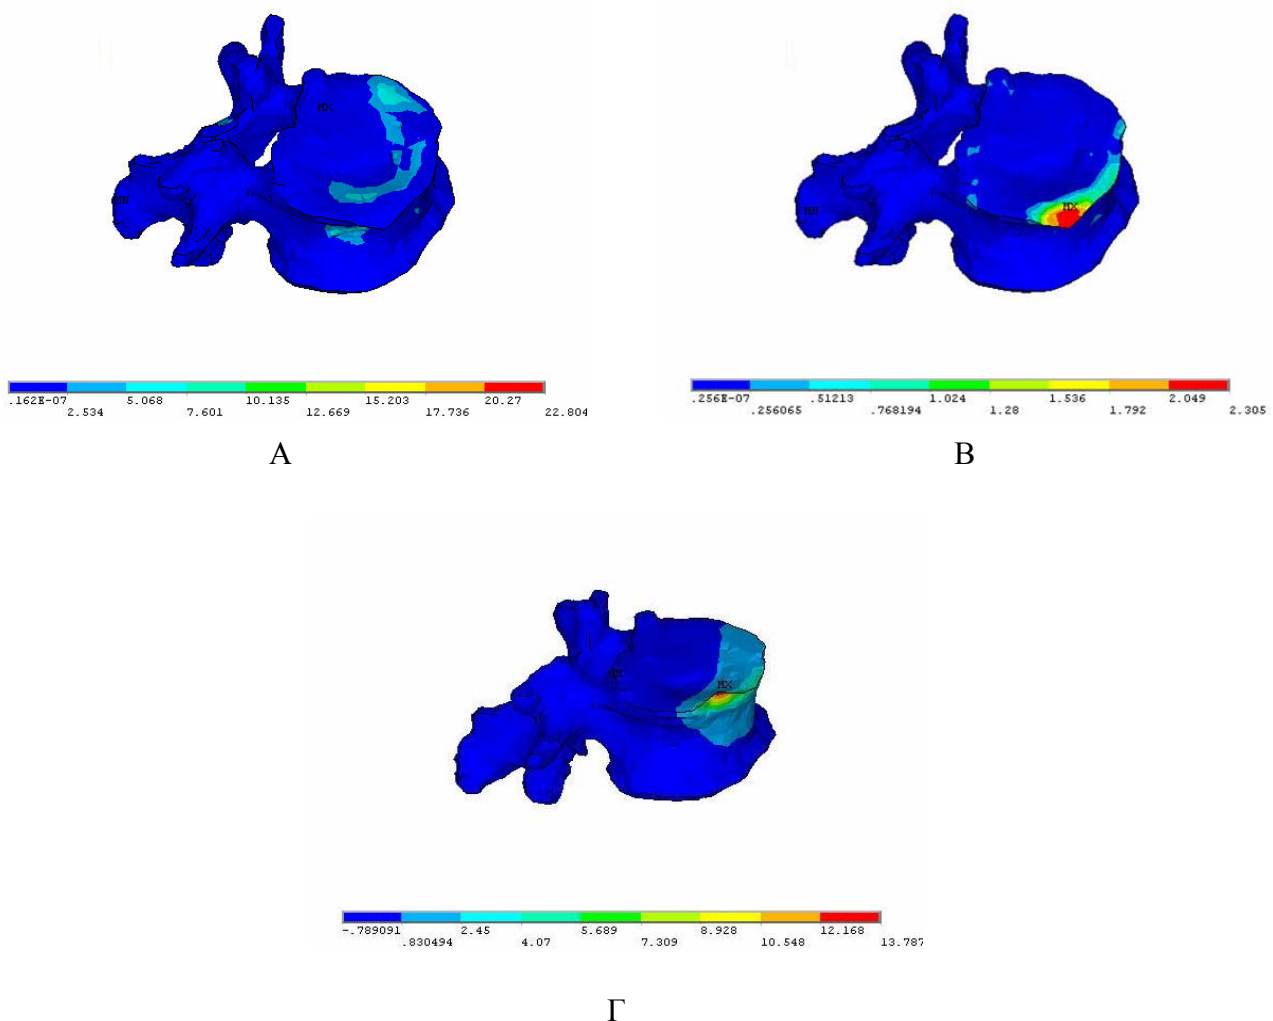 MX
MN
.162E-07 5.068 10.135 15.203 20.27
2.534 7.601 12.669 17.736 22.804
А
MX
MN
.256E-07 .51213 1.024 1.536 2.049
.256065 .768194 1.28 1.792 2.305
В
MN
MX
-.789091 2.45 5.689 8.928 12.168
.830494 4.07 7.309 10.548 13.787
Г